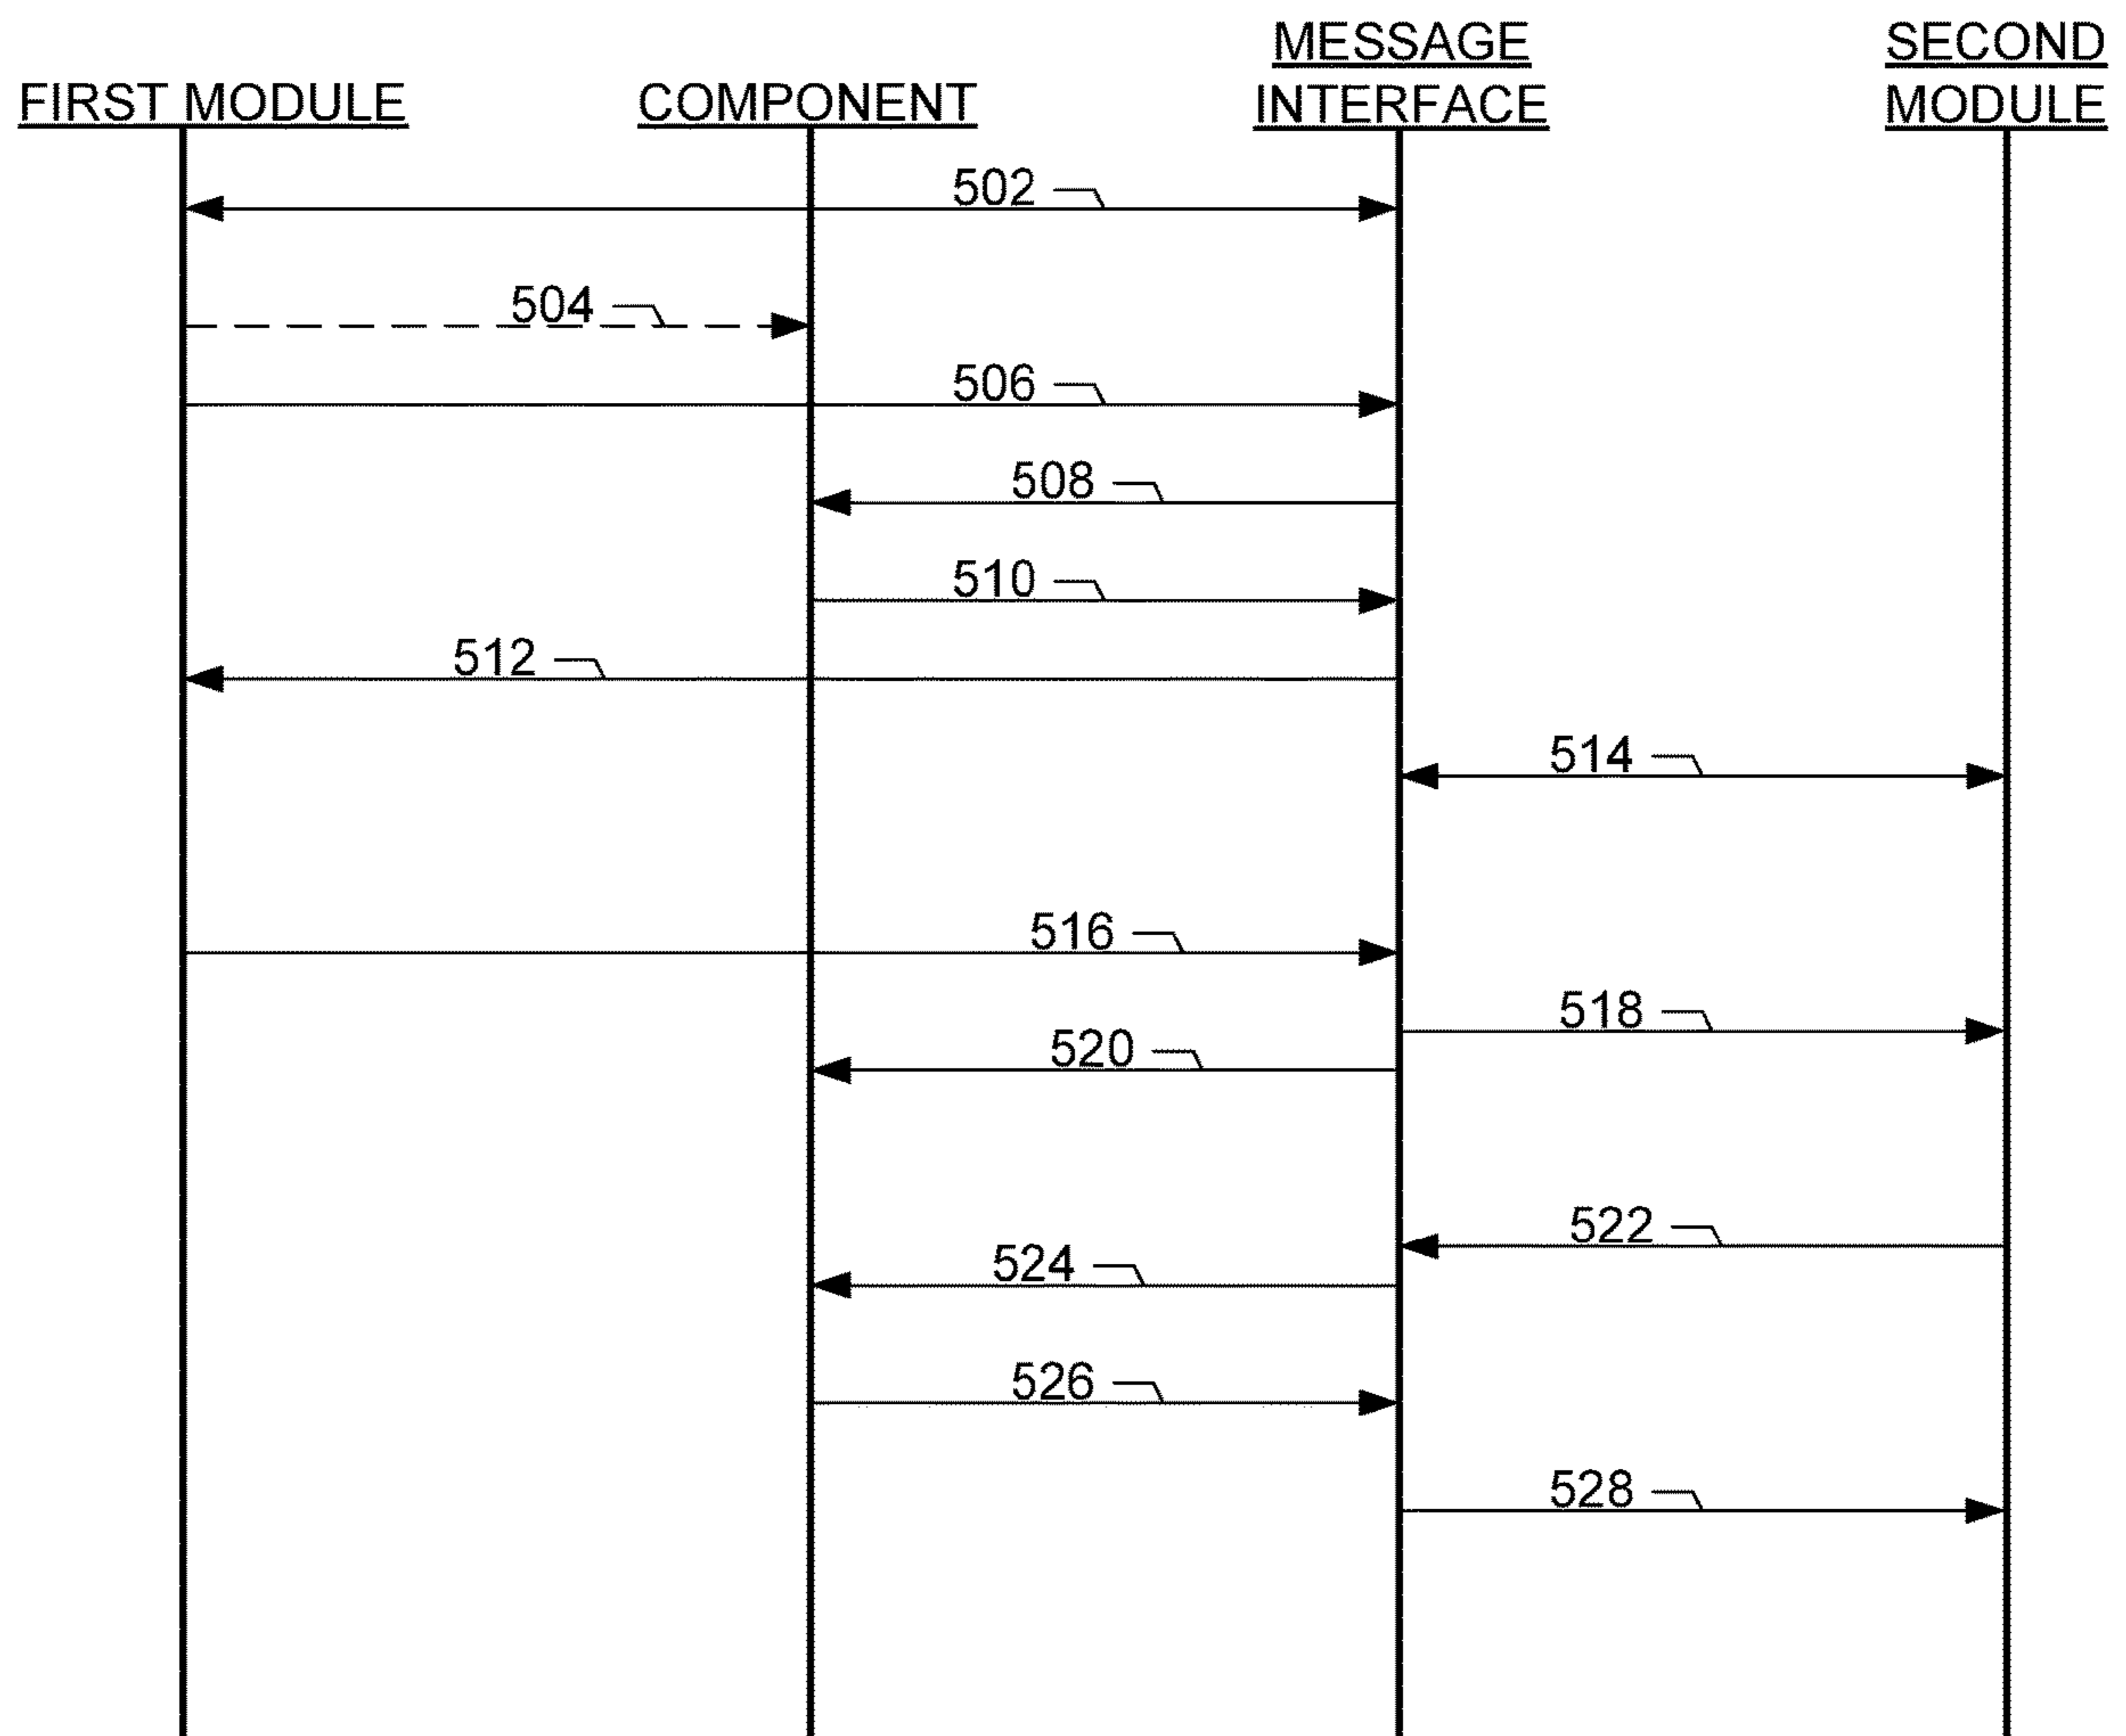 FIRST MODULE
COMPONENT
MESSAGE
INTERFACE
SECOND
MODULE
502
504
506
508
510
512
514
516
518
520
522
524
526
528